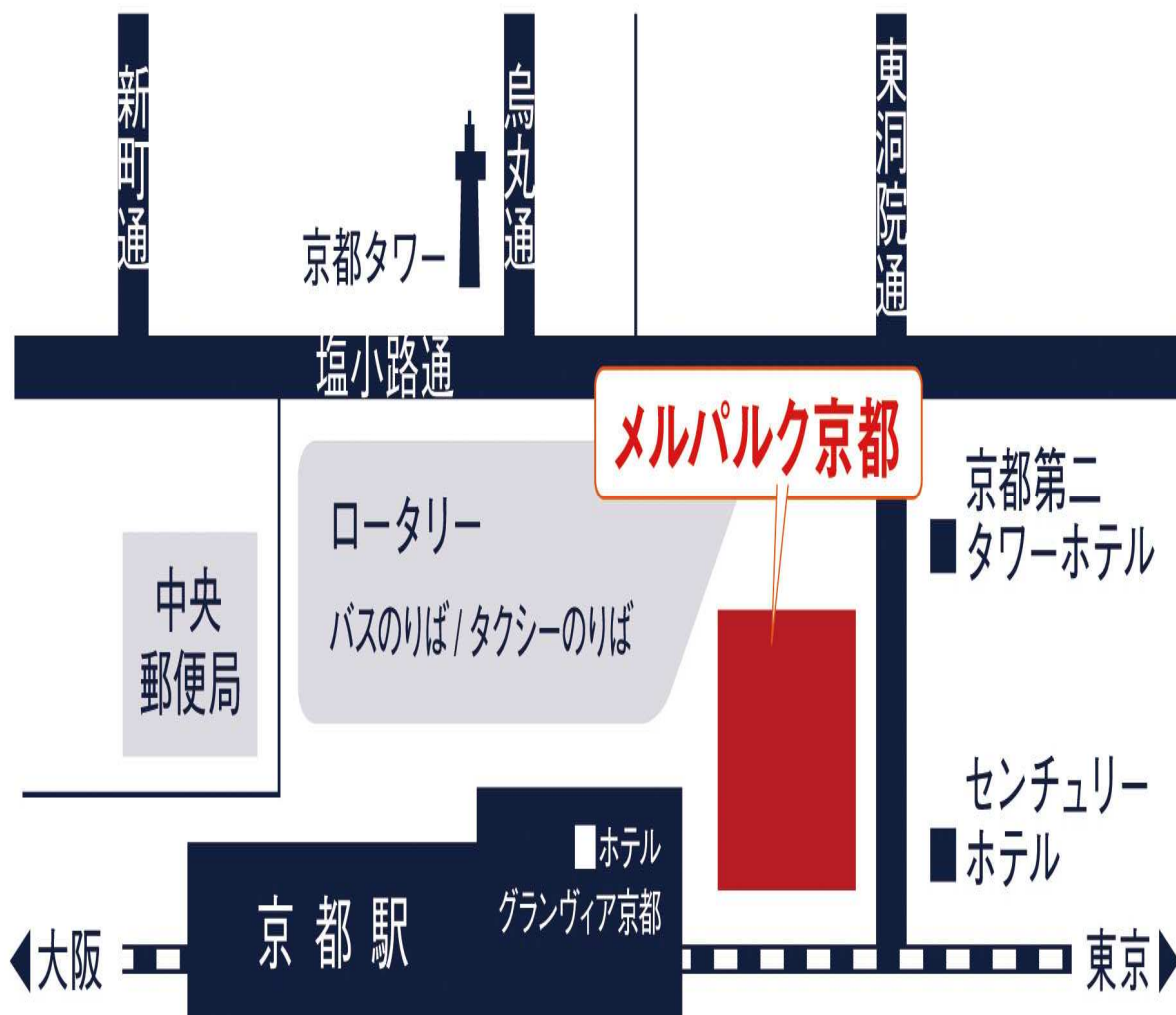 新町通
烏丸通
東洞院通
京都タワー
塩小路通
メルパルク京都
京都第二
タワーホテル
ロータリー
バスのりば / タクシーのりば
中央
郵便局
センチュリー
ホテル
ホテル
グランヴィア京都
京都駅
大阪
東京